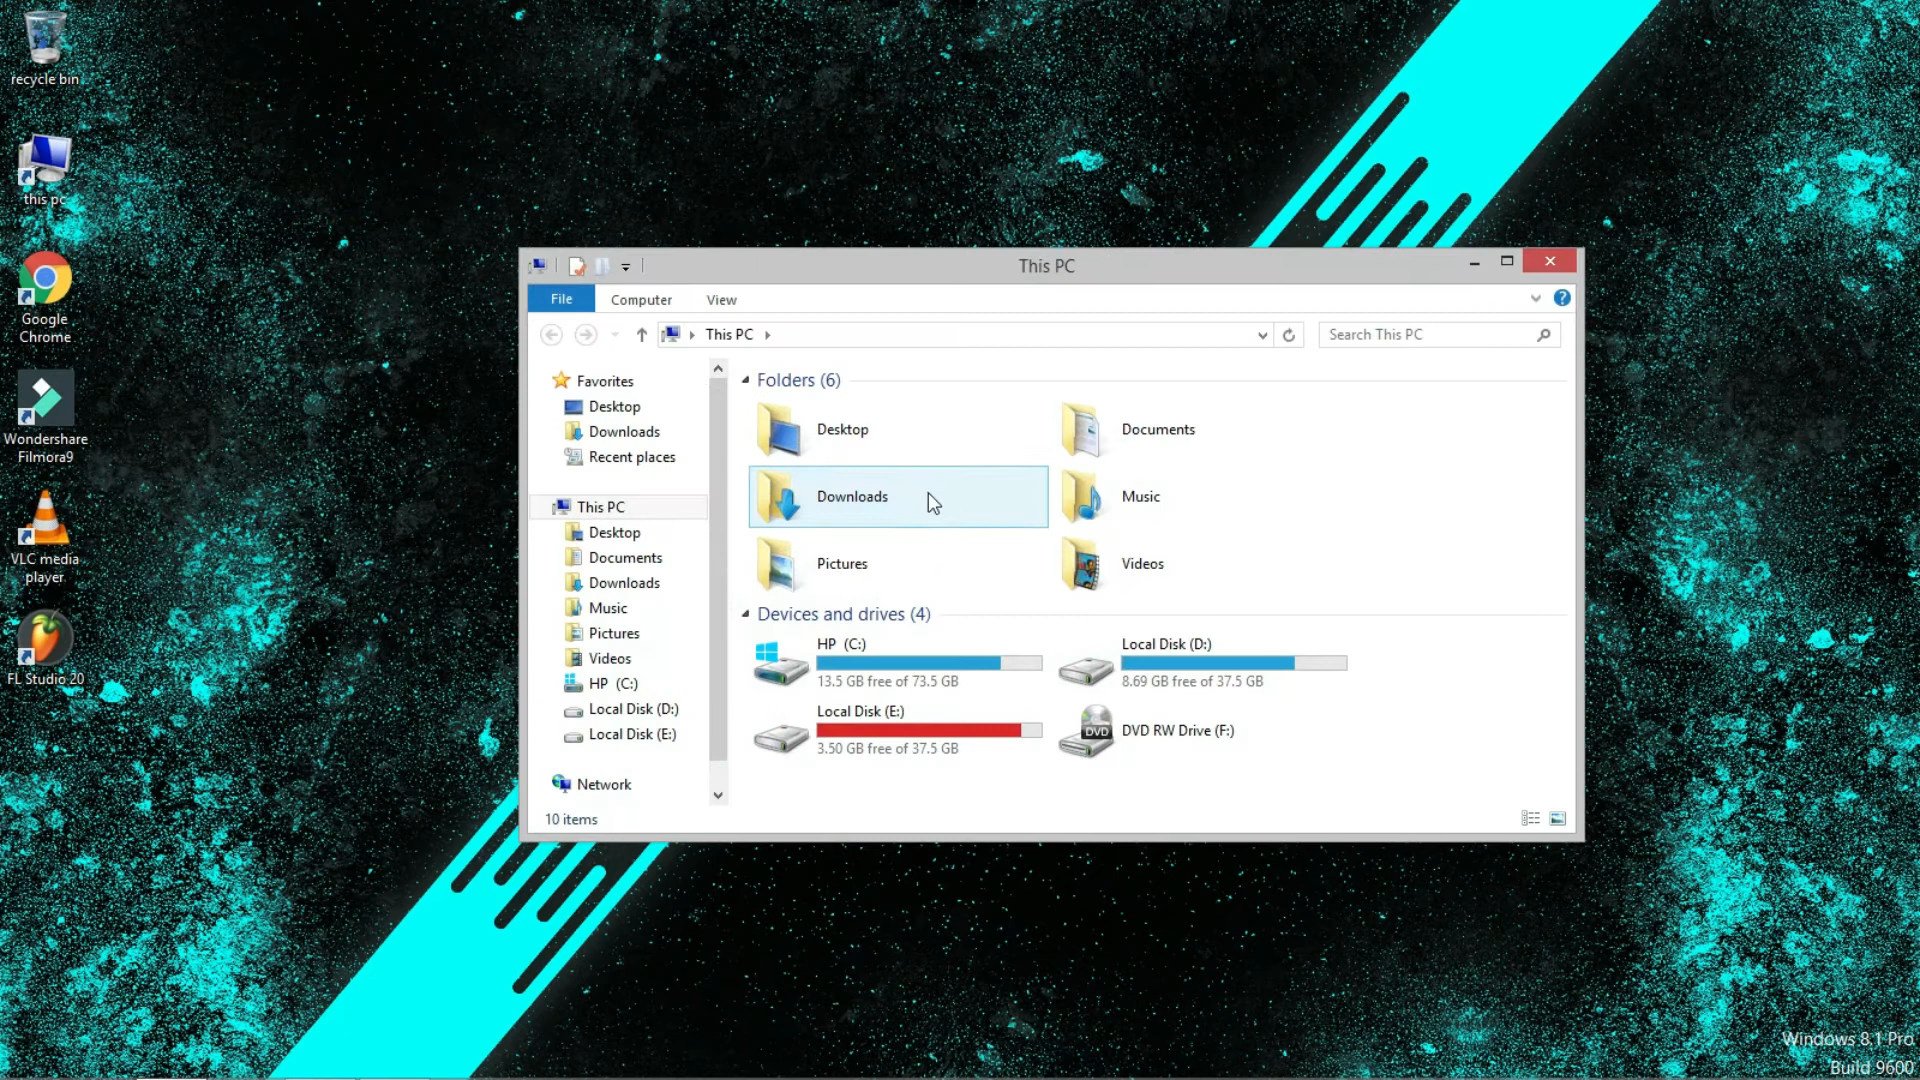 recycle bin
this pc
Google
Chrome
Wondershare
Filmora9
VLC media
player
FL Studio 20
This PC
File
Computer
View
This PC
Search This PC
Favorites
Desktop
Downloads
Recent places
This PC
Desktop
Documents
Downloads
Music
Pictures
Videos
HP (C:)
Local Disk (D:)
Local Disk (E:)
Network
10 items
Folders (6)
Desktop
Documents
Downloads
Music
Pictures
Videos
Devices and drives (4)
HP (C:)
13.5 GB free of 73.5 GB
Local Disk (D:)
8.69 GB free of 37.5 GB
Local Disk (E:)
3.50 GB free of 37.5 GB
DVD
DVD RW Drive (F:)
Windows 8.1 Pro
Build 9600